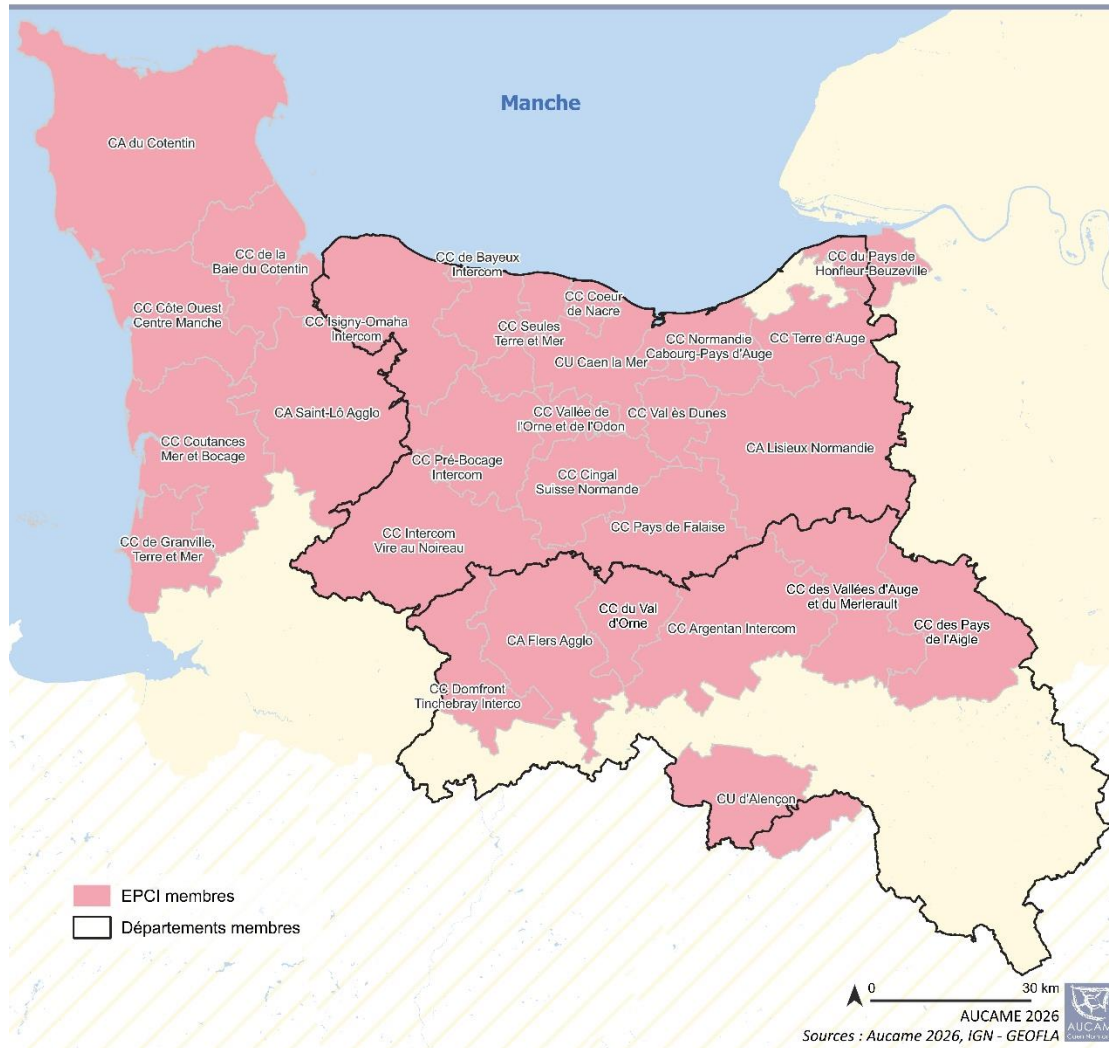 Manche
CA du Cotentin
CC de la
Baie du Cotentin
CC de Bayeux
Intercom
CC du Pays de
Honfleur-Beuzeville
CC Côte Ouest
Centre Manche
CC Isigny-Omaha
Intercom
CC Seules
Terre et Mer
CC Coeur
de Nacre
CU Caen la Mer
CC Normandie
Cabourg-Pays d'Auge
CC Terre d'Auge
CA Saint-Lô Agglo
CC Vallée de
l'Orne et de l'Odon
CC Val ès Dunes
CA Lisieux Normandie
CC Coutances
Mer et Bocage
CC Pré-Bocage
Intercom
CC Cingal
Suisse Normande
CC de Granville,
Terre et Mer
CC Intercom
Vire au Noireau
CC Pays de Falaise
CC du Val
d'Orne
CC des Vallées d'Auge
et du Merlerault
CA Flers Agglo
CC Argentan Intercom
CC des Pays
de l'Aigle
CC Domfront
Tinchebray Interco
CU d'Alençon
EPCI membres
Départements membres
0 30 km
AUCAME 2026
Sources : Aucame 2026, IGN - GEOFLA
AUCAME